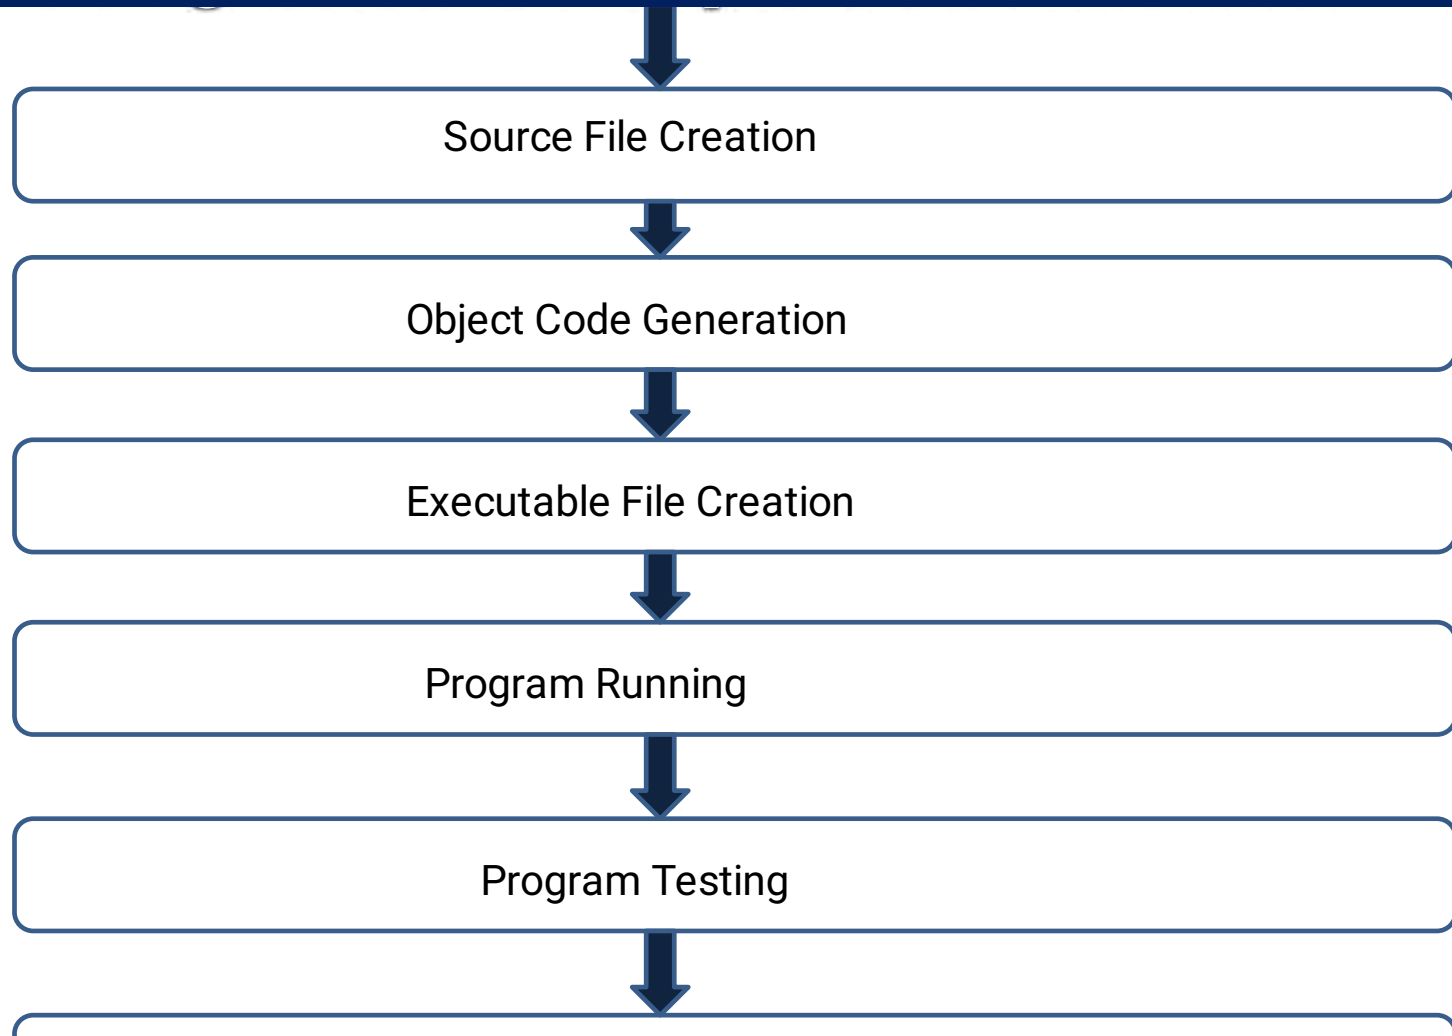 Source File Creation
Object Code Generation
Executable File Creation
Program Running
Program Testing